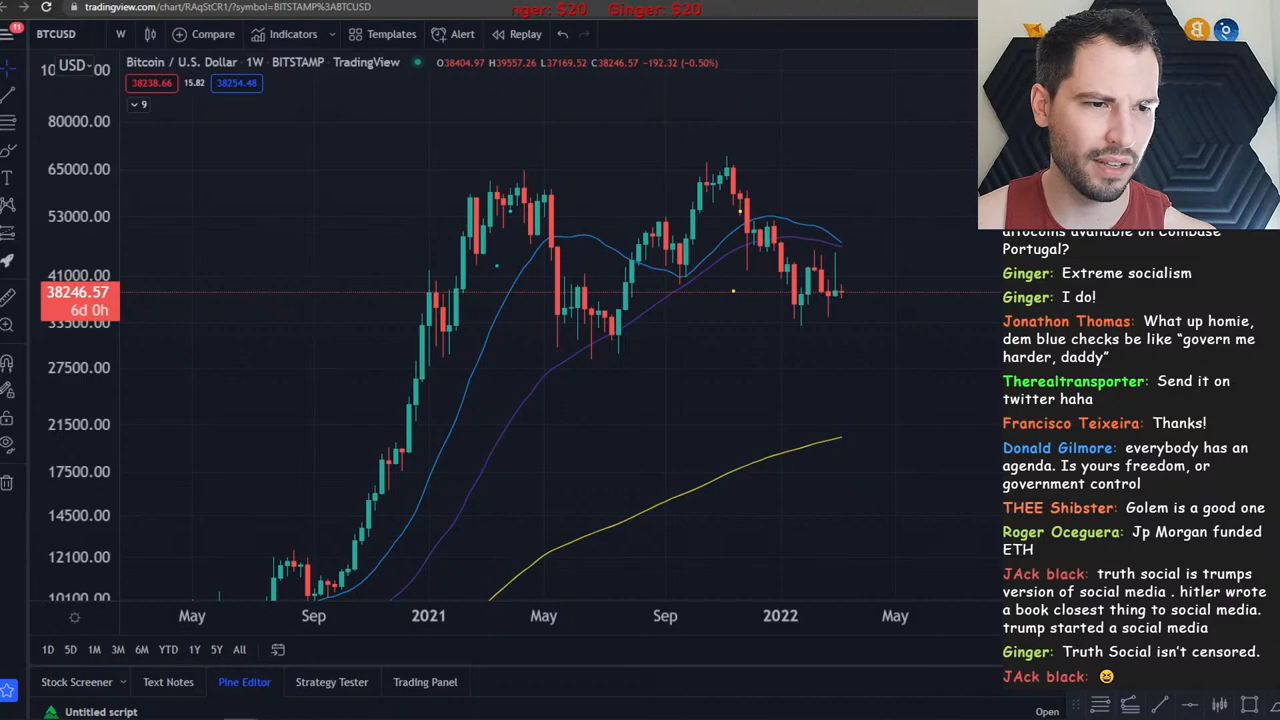 tradingview.com/chart/RAqStCR1/?symbol=BITSTAMP%3ABTCUSD
nger: $20 Ginger: $20
11
BTCUSD W Compare Indicators Templates Alert Replay
USD
Bitcoin / U.S. Dollar · 1W · BITSTAMP · TradingView O38404.97 H39557.26 L37169.52 C38246.57 -192.32 (-0.50%)
38238.66 15.82 38254.48
9
80000.00
65000.00
53000.00
41000.00
38246.57
6d 0h
33500.00
27500.00
21500.00
17500.00
14500.00
12100.00
10100.00
May Sep 2021 May Sep 2022 May
1D 5D 1M 3M 6M YTD 1Y 5Y All
Stock Screener Text Notes Pine Editor Strategy Tester Trading Panel
Untitled script
Open
altcoins available on Coinbase
Portugal?
Ginger: Extreme socialism
Ginger: I do!
Jonathon Thomas: What up homie,
dem blue checks be like “govern me
harder, daddy”
Therealtransporter: Send it on
twitter haha
Francisco Teixeira: Thanks!
Donald Gilmore: everybody has an
agenda. Is yours freedom, or
government control
THEE Shibster: Golem is a good one
Roger Oceguera: Jp Morgan funded
ETH
JAck black: truth social is trumps
version of social media . hitler wrote
a book closest thing to social media.
trump started a social media
Ginger: Truth Social isn’t censored.
JAck black: 😆